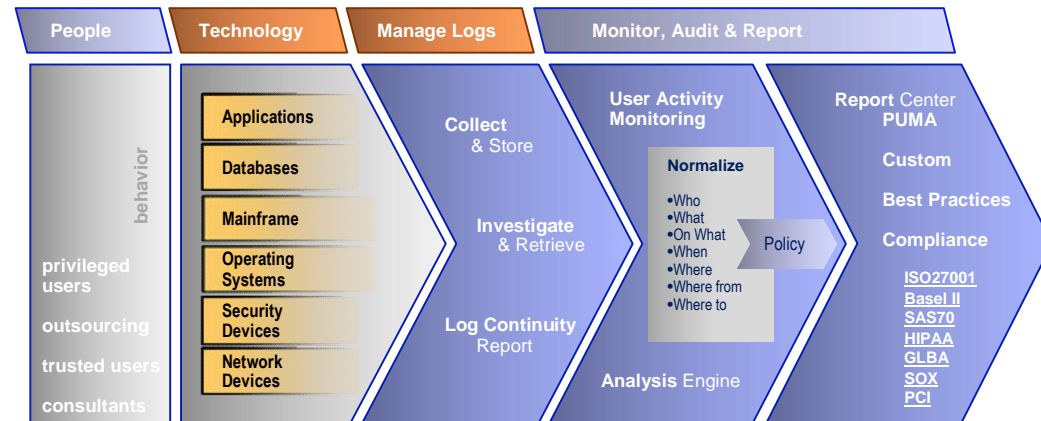 People
Technology
Manage Logs
Monitor, Audit & Report
behavior
privileged
users
outsourcing
trusted users
consultants
Applications
Databases
Mainframe
Operating
Systems
Security
Devices
Network
Devices
Collect
& Store
Investigate
& Retrieve
Log Continuity
Report
User Activity
Monitoring
Normalize
•Who
•What
•On What
•When
•Where
•Where from
•Where to
Policy
Analysis Engine
Report Center
PUMA
Custom
Best Practices
Compliance
ISO27001
Basel II
SAS70
HIPAA
GLBA
SOX
PCI